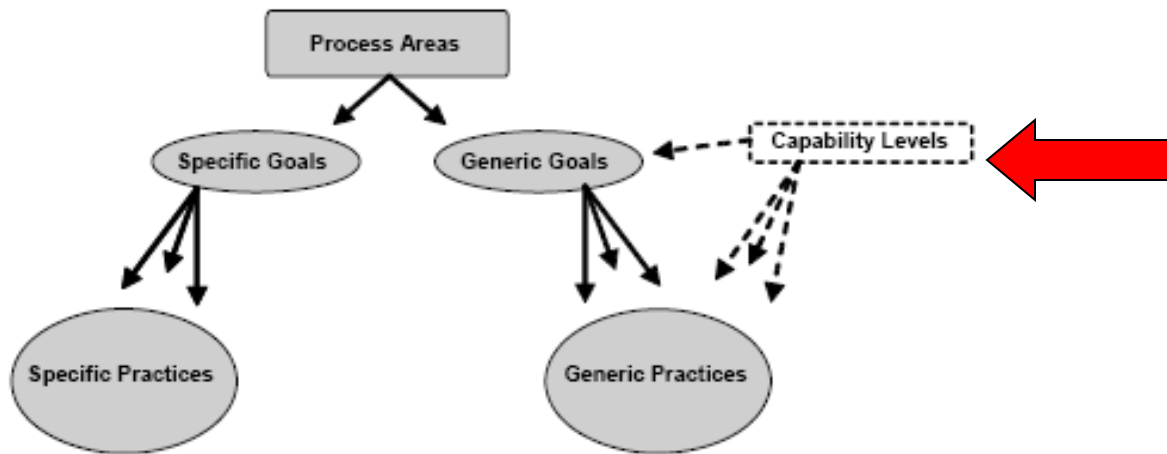 Process Areas
Specific Goals
Generic Goals
Capability Levels
Specific Practices
Generic Practices